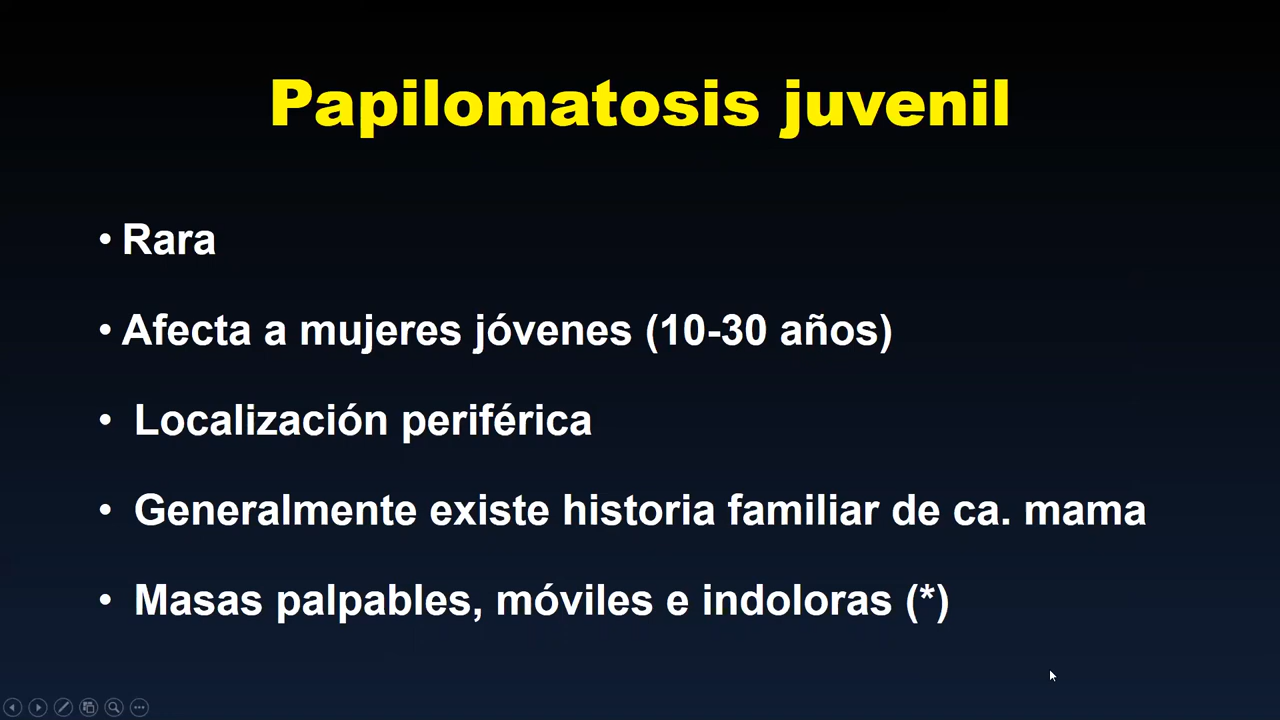 Papilomatosis juvenil
• Rara
• Afecta a mujeres jóvenes (10-30 años)
• Localización periférica
• Generalmente existe historia familiar de ca. mama
• Masas palpables, móviles e indoloras (*)